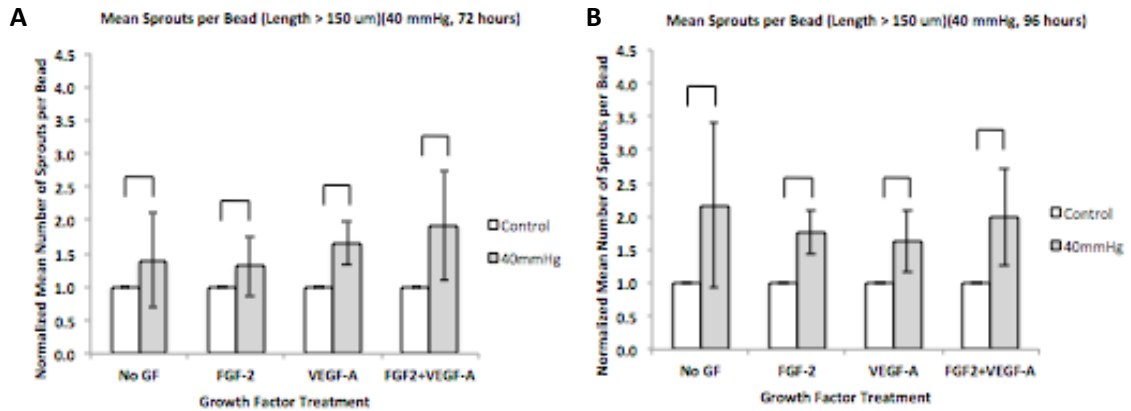 A
Mean Sprouts per Bead (Length > 150 um)(40 mmHg, 72 hours)
Normalized Mean Number of Sprouts per Bead
4.5
4.0
3.5
3.0
2.5
2.0
1.5
1.0
0.5
0.0
No GF
FGF-2
VEGF-A
FGF2+VEGF-A
Growth Factor Treatment
Control
40mmHg
B
Mean Sprouts per Bead (Length > 150 um)(40 mmHg, 96 hours)
Normalized Mean Number of Sprouts per Bead
4.5
4.0
3.5
3.0
2.5
2.0
1.5
1.0
0.5
0.0
No GF
FGF-2
VEGF-A
FGF2+VEGF-A
Growth Factor Treatment
Control
40mmHg